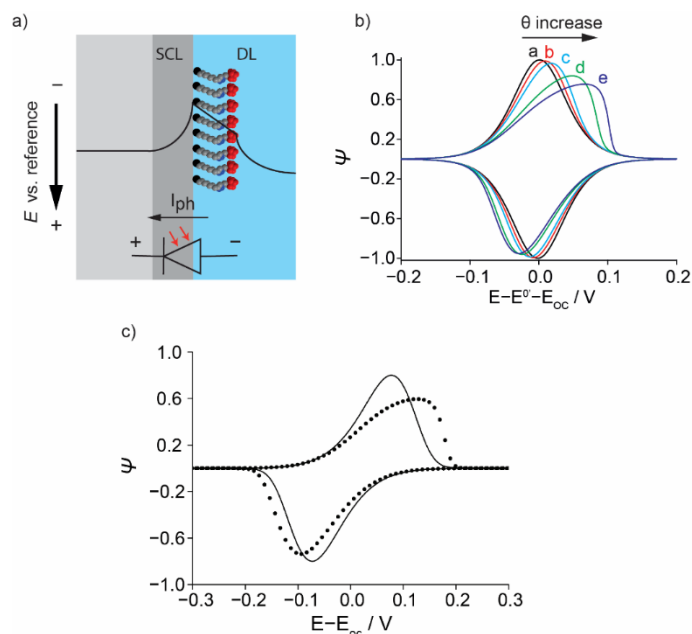 a)
SCL
DL
−
E vs. reference
+
I_ph
+
−
b)
θ increase
a
b
c
d
e
1.0
0.6
0.2
−0.2
−0.6
−1.0
Ψ
−0.2
−0.1
0.0
0.1
0.2
E−E⁰'−E_oc / V
c)
1.0
0.6
0.2
−0.2
−0.6
1.0
Ψ
−0.3
−0.2
−0.1
0.0
0.1
0.2
0.3
E−E_oc / V